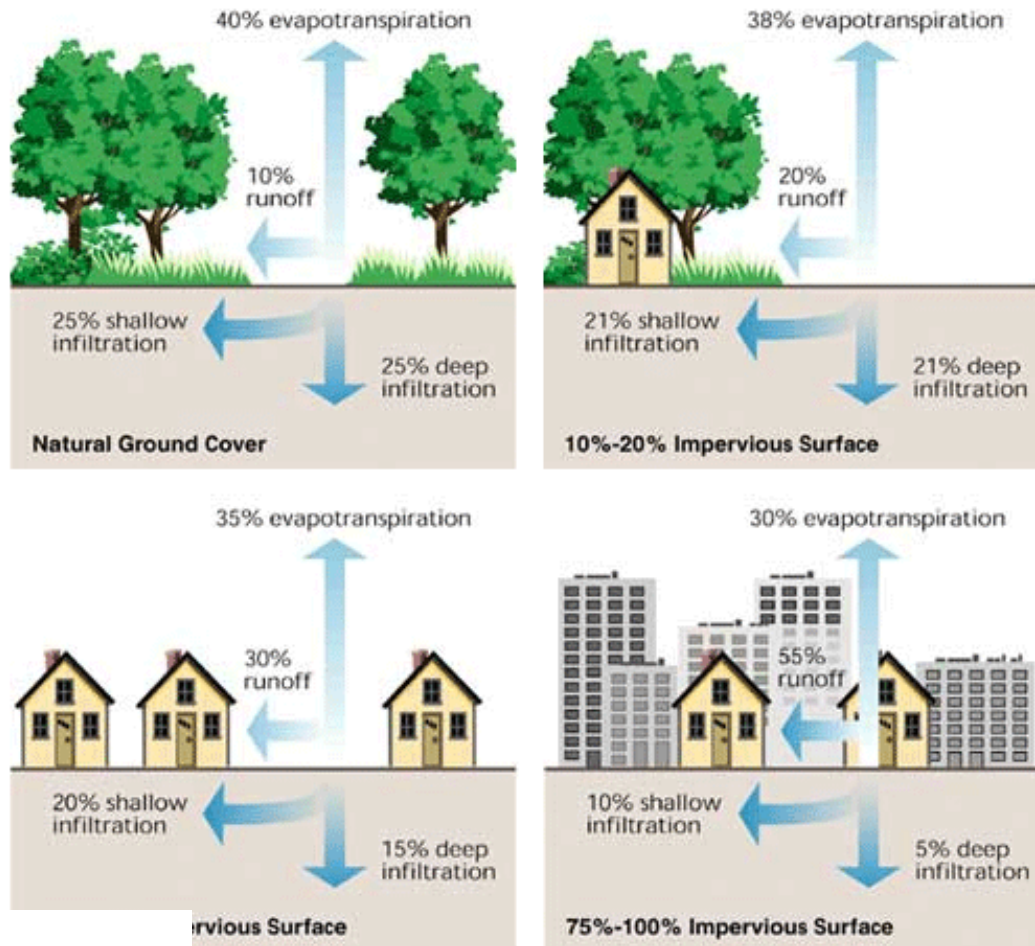 40% evapotranspiration
10%
runoff
25% shallow
infiltration
25% deep
infiltration
Natural Ground Cover
38% evapotranspiration
20%
runoff
21% shallow
infiltration
21% deep
infiltration
10%-20% Impervious Surface
35% evapotranspiration
30%
runoff
20% shallow
infiltration
15% deep
infiltration
Surface
30% evapotranspiration
55%
runoff
10% shallow
infiltration
5% deep
infiltration
75%-100% Impervious Surface